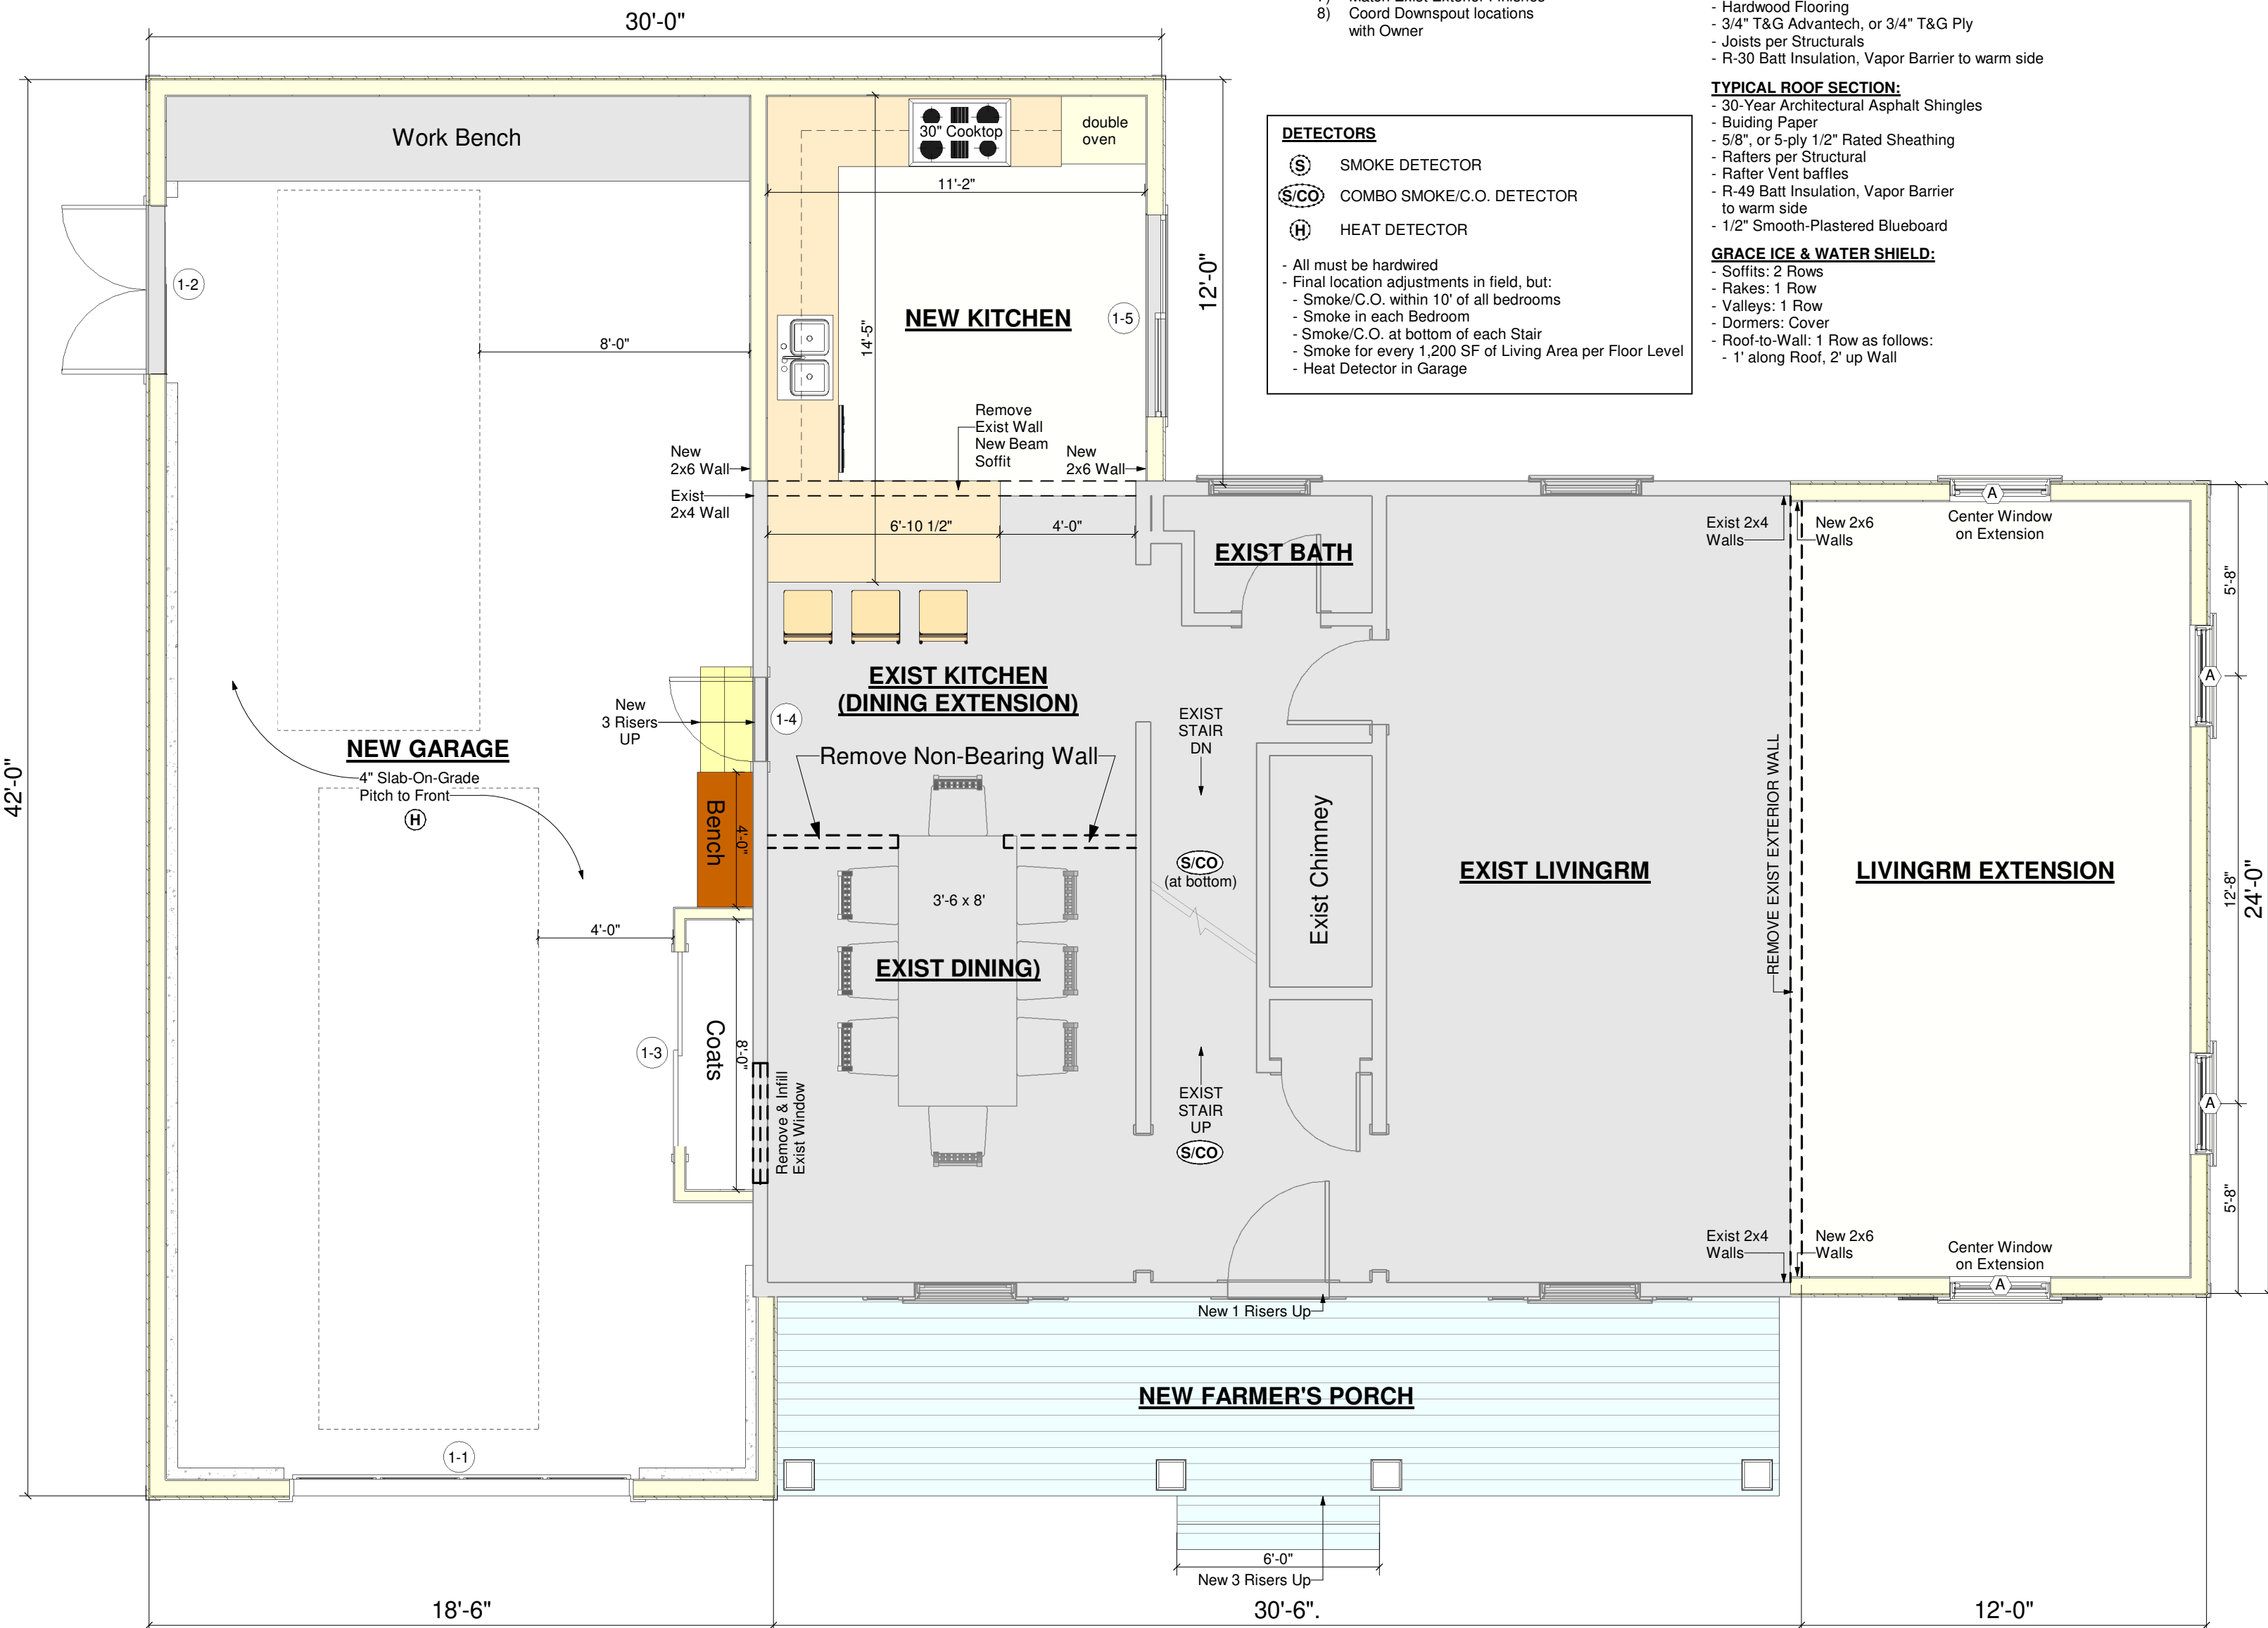 30'-0"
8) Coord Downspout locations
with Owner
- Hardwood Flooring
- 3/4" T&G Advantech, or 3/4" T&G Ply
- Joists per Structurals
- R-30 Batt Insulation, Vapor Barrier to warm side
TYPICAL ROOF SECTION:
- 30-Year Architectural Asphalt Shingles
- Buiding Paper
- 5/8", or 5-ply 1/2" Rated Sheathing
- Rafters per Structural
- Rafter Vent baffles
- R-49 Batt Insulation, Vapor Barrier
to warm side
- 1/2" Smooth-Plastered Blueboard
GRACE ICE & WATER SHIELD:
- Soffits: 2 Rows
- Rakes: 1 Row
- Valleys: 1 Row
- Dormers: Cover
- Roof-to-Wall: 1 Row as follows:
- 1' along Roof, 2' up Wall
DETECTORS
S SMOKE DETECTOR
S/CO COMBO SMOKE/C.O. DETECTOR
H HEAT DETECTOR
- All must be hardwired
- Final location adjustments in field, but:
- Smoke/C.O. within 10' of all bedrooms
- Smoke in each Bedroom
- Smoke/C.O. at bottom of each Stair
- Smoke for every 1,200 SF of Living Area per Floor Level
- Heat Detector in Garage
Work Bench
30" Cooktop
double
oven
11'-2"
1-2
12'-0"
NEW KITCHEN
1-5
14'-5"
8'-0"
Remove
Exist Wall
New Beam
Soffit
New
2x6 Wall
New
2x6 Wall
Exist
2x4 Wall
6'-10 1/2"
4'-0"
EXIST BATH
Exist 2x4
Walls
New 2x6
Walls
A
Center Window
on Extension
5'-8"
EXIST KITCHEN
(DINING EXTENSION)
New
3 Risers
UP
1-4
A
EXIST
STAIR
DN
Remove Non-Bearing Wall
NEW GARAGE
4" Slab-On-Grade
Pitch to Front
H
42'-0"
Bench
4'-0"
S/CO
(at bottom)
Exist Chimney
EXIST LIVINGRM
REMOVE EXIST EXTERIOR WALL
LIVINGRM EXTENSION
12'-8"
24'-0"
3'-6 x 8'
4'-0"
EXIST DINING)
1-3
Coats
8'-0"
Remove & Infill
Exist Window
EXIST
STAIR
UP
S/CO
A
5'-8"
Exist 2x4
Walls
New 2x6
Walls
Center Window
on Extension
A
New 1 Risers Up
NEW FARMER'S PORCH
1-1
6'-0"
New 3 Risers Up
18'-6"
30'-6".
12'-0"